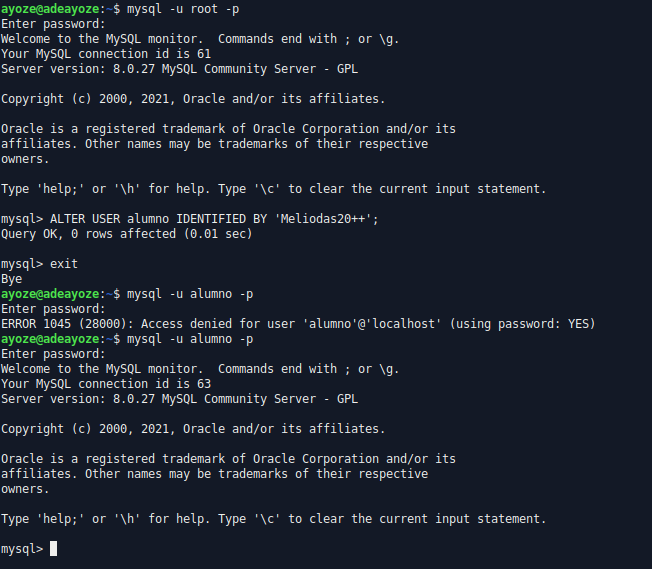 ayoze@adeayoze:~$ mysql -u root -p
Enter password:
Welcome to the MySQL monitor.  Commands end with ; or \g.
Your MySQL connection id is 61
Server version: 8.0.27 MySQL Community Server - GPL

Copyright (c) 2000, 2021, Oracle and/or its affiliates.

Oracle is a registered trademark of Oracle Corporation and/or its
affiliates. Other names may be trademarks of their respective
owners.

Type 'help;' or '\h' for help. Type '\c' to clear the current input statement.

mysql> ALTER USER alumno IDENTIFIED BY 'Meliodas20++';
Query OK, 0 rows affected (0.01 sec)

mysql> exit
Bye
ayoze@adeayoze:~$ mysql -u alumno -p
Enter password:
ERROR 1045 (28000): Access denied for user 'alumno'@'localhost' (using password: YES)
ayoze@adeayoze:~$ mysql -u alumno -p
Enter password:
Welcome to the MySQL monitor.  Commands end with ; or \g.
Your MySQL connection id is 63
Server version: 8.0.27 MySQL Community Server - GPL

Copyright (c) 2000, 2021, Oracle and/or its affiliates.

Oracle is a registered trademark of Oracle Corporation and/or its
affiliates. Other names may be trademarks of their respective
owners.

Type 'help;' or '\h' for help. Type '\c' to clear the current input statement.

mysql>